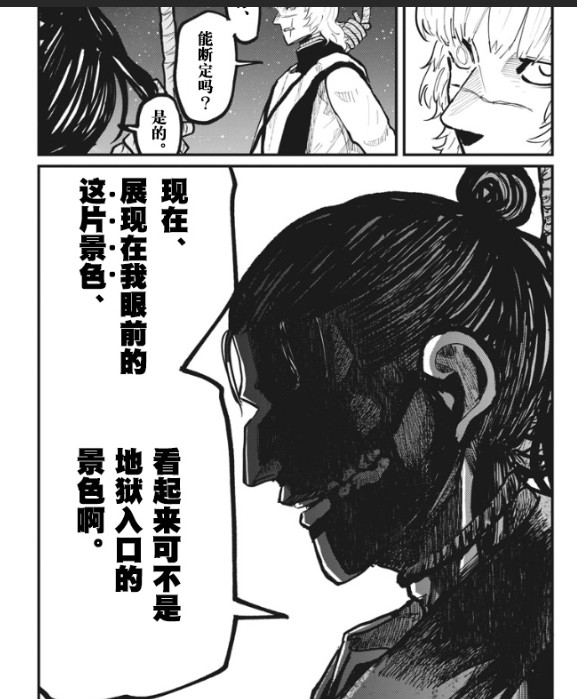 能断定吗？
是的。
现在、
展现在我眼前的
这片景色、
看起来可不是
地狱入口的
景色啊。